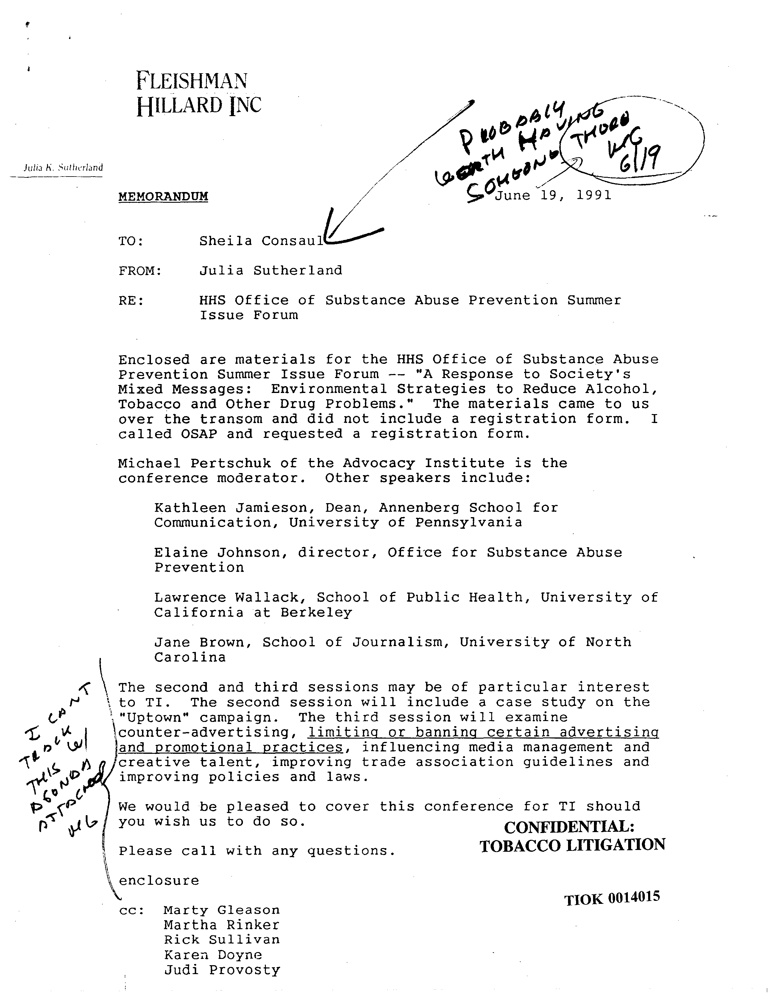 FLEISHMAN
HILLARD INC
Julia K. Sutherland
PROBABLY
WORTH HAVING
SOMEONE THERE
6/19
MEMORANDUM
June 19, 1991
TO: Sheila Consaul
FROM: Julia Sutherland
RE: HHS Office of Substance Abuse Prevention Summer
Issue Forum
Enclosed are materials for the HHS Office of Substance Abuse
Prevention Summer Issue Forum -- "A Response to Society's
Mixed Messages: Environmental Strategies to Reduce Alcohol,
Tobacco and Other Drug Problems." The materials came to us
over the transom and did not include a registration form. I
called OSAP and requested a registration form.
Michael Pertschuk of the Advocacy Institute is the
conference moderator. Other speakers include:
Kathleen Jamieson, Dean, Annenberg School for
Communication, University of Pennsylvania
Elaine Johnson, director, Office for Substance Abuse
Prevention
Lawrence Wallack, School of Public Health, University of
California at Berkeley
Jane Brown, School of Journalism, University of North
Carolina
The second and third sessions may be of particular interest
to TI. The second session will include a case study on the
"Uptown" campaign. The third session will examine
counter-advertising, limiting or banning certain advertising
and promotional practices, influencing media management and
creative talent, improving trade association guidelines and
improving policies and laws.
I CAN'T
TRACK
THIS W/
AGENDA
ATTACHED
We would be pleased to cover this conference for TI should
you wish us to do so.
CONFIDENTIAL:
TOBACCO LITIGATION
Please call with any questions.
enclosure
TIOK 0014015
cc: Marty Gleason
Martha Rinker
Rick Sullivan
Karen Doyne
Judi Provosty